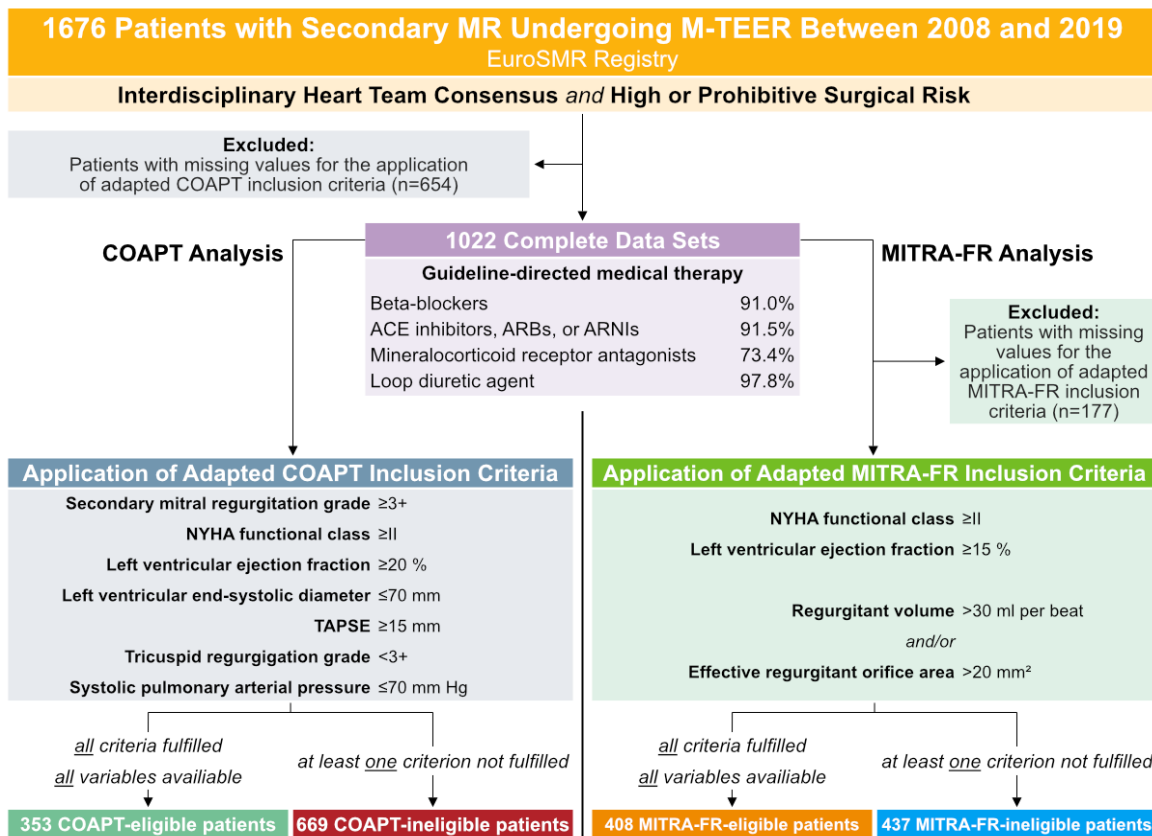 1676 Patients with Secondary MR Undergoing M-TEER Between 2008 and 2019
EuroSMR Registry
Interdisciplinary Heart Team Consensus and High or Prohibitive Surgical Risk
Excluded:
Patients with missing values for the application
of adapted COAPT inclusion criteria (n=654)
COAPT Analysis
1022 Complete Data Sets
Guideline-directed medical therapy
Beta-blockers 91.0%
ACE inhibitors, ARBs, or ARNIs 91.5%
Mineralocorticoid receptor antagonists 73.4%
Loop diuretic agent 97.8%
MITRA-FR Analysis
Excluded:
Patients with missing
values for the
application of adapted
MITRA-FR inclusion
criteria (n=177)
Application of Adapted COAPT Inclusion Criteria
Secondary mitral regurgitation grade ≥3+
NYHA functional class ≥II
Left ventricular ejection fraction ≥20 %
Left ventricular end-systolic diameter ≤70 mm
TAPSE ≥15 mm
Tricuspid regurgigation grade <3+
Systolic pulmonary arterial pressure ≤70 mm Hg
all criteria fulfilled
all variables availiable
at least one criterion not fulfilled
353 COAPT-eligible patients
669 COAPT-ineligible patients
Application of Adapted MITRA-FR Inclusion Criteria
NYHA functional class ≥II
Left ventricular ejection fraction ≥15 %
Regurgitant volume >30 ml per beat
and/or
Effective regurgitant orifice area >20 mm²
all criteria fulfilled
all variables availiable
at least one criterion not fulfilled
408 MITRA-FR-eligible patients
437 MITRA-FR-ineligible patients